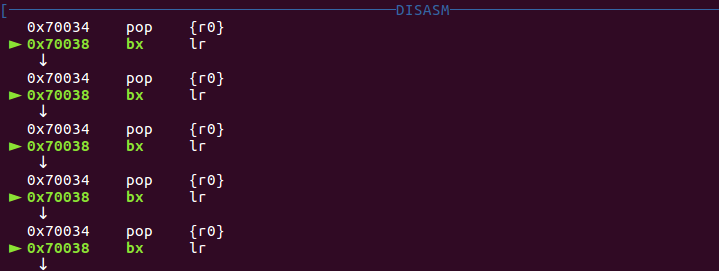 [ DISASM
0x70034 pop {r0}
► 0x70038 bx lr
↓
0x70034 pop {r0}
► 0x70038 bx lr
↓
0x70034 pop {r0}
► 0x70038 bx lr
↓
0x70034 pop {r0}
► 0x70038 bx lr
↓
0x70034 pop {r0}
► 0x70038 bx lr
↓